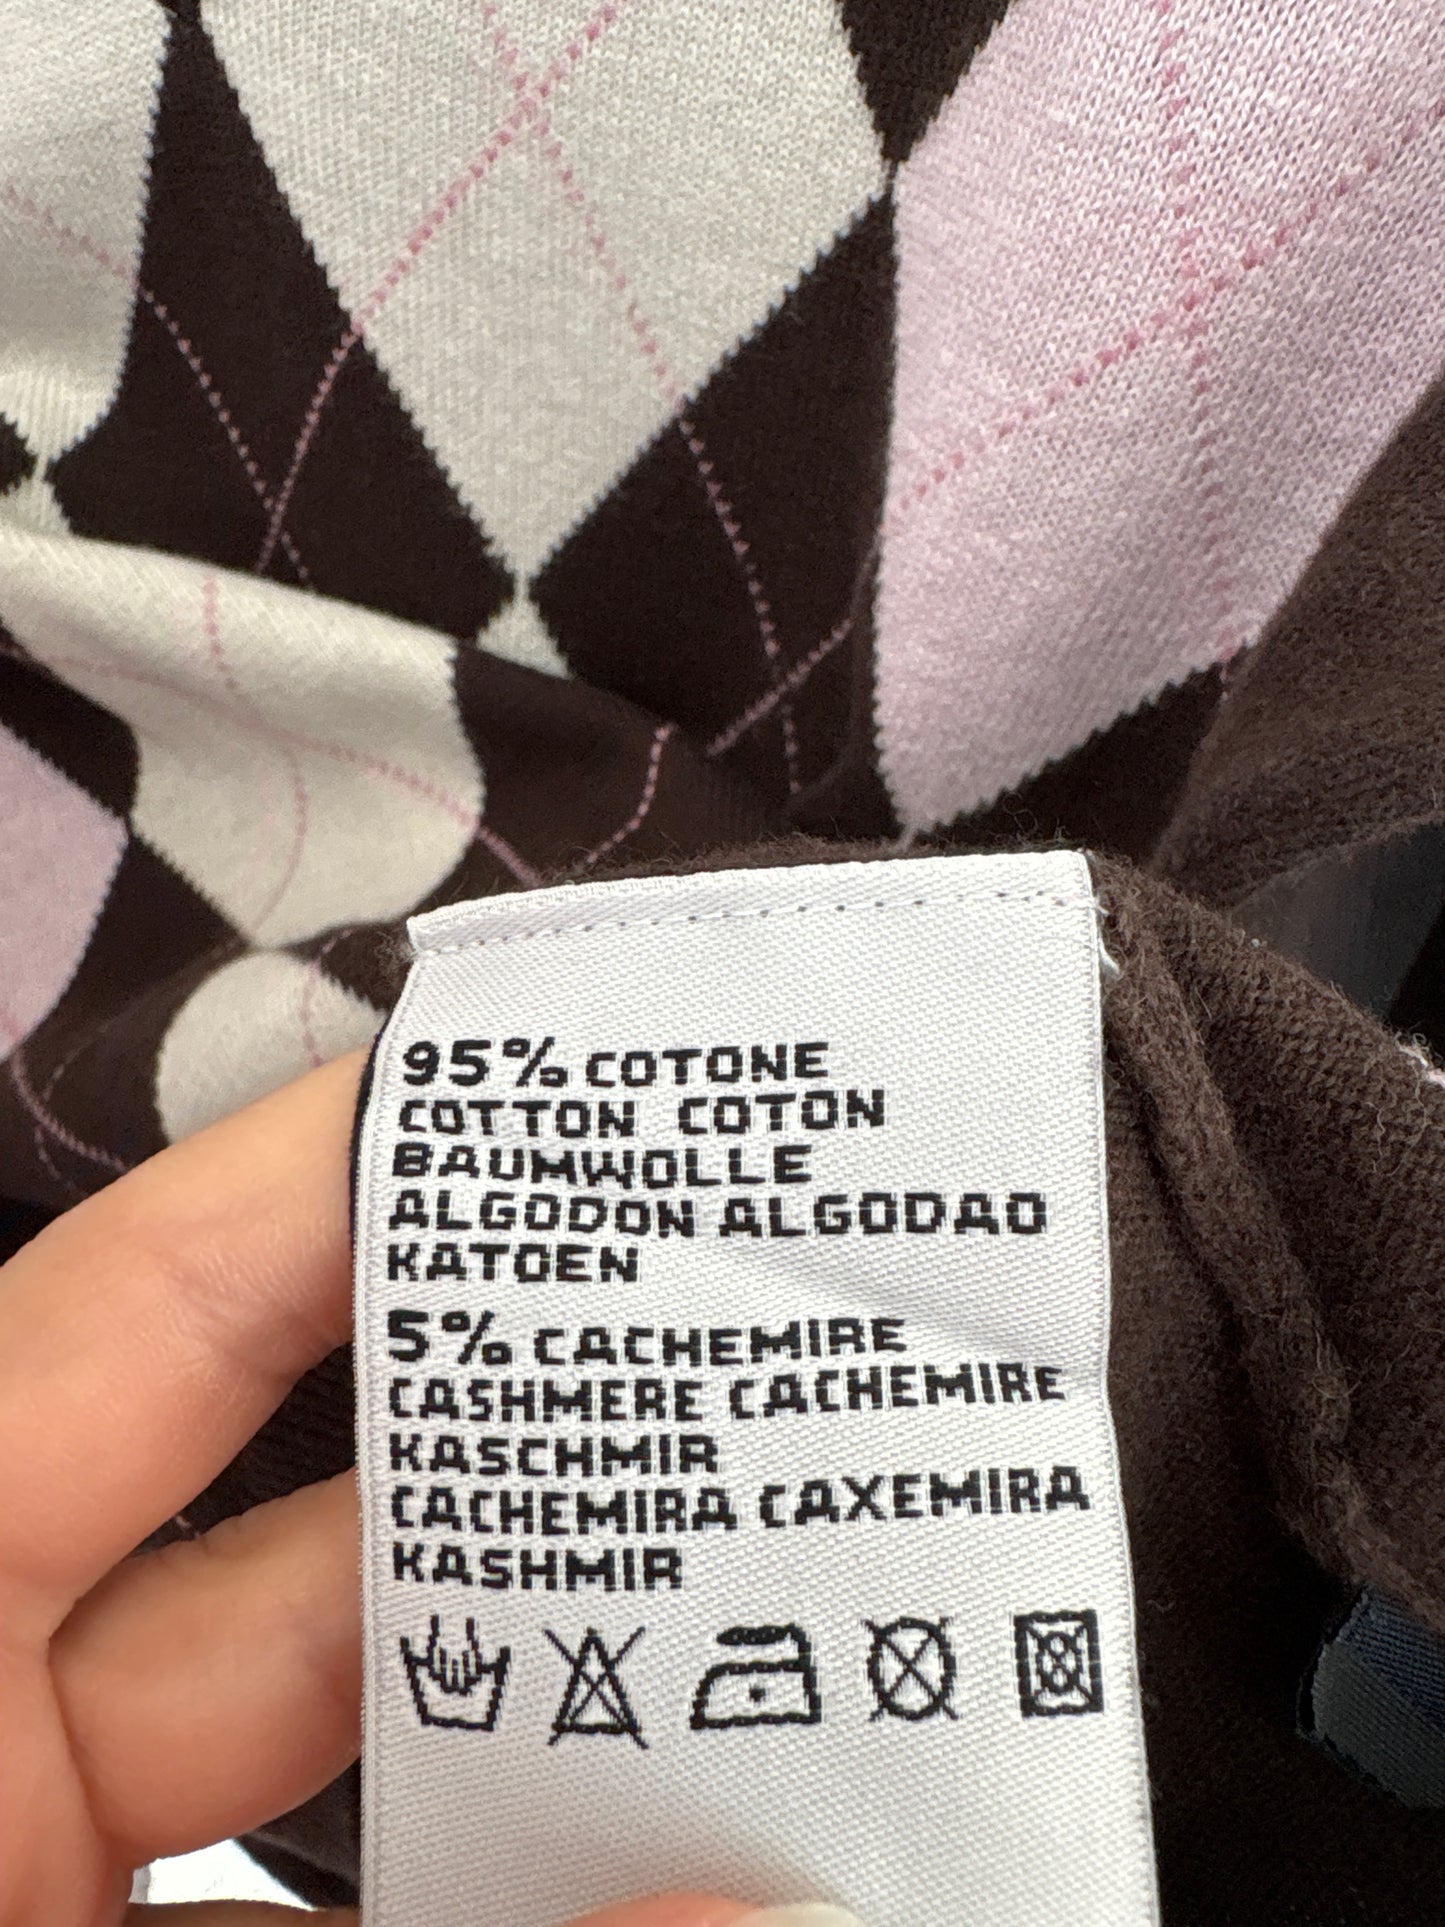 95% COTONE
COTTON COTON
BAUMWOLLE
ALGODON ALGODAO
KATOEN
5% CACHEMIRE
CASHMERE CACHEMIRE
KASCHMIR
CACHEMIRA CAXEMIRA
KASHMIR